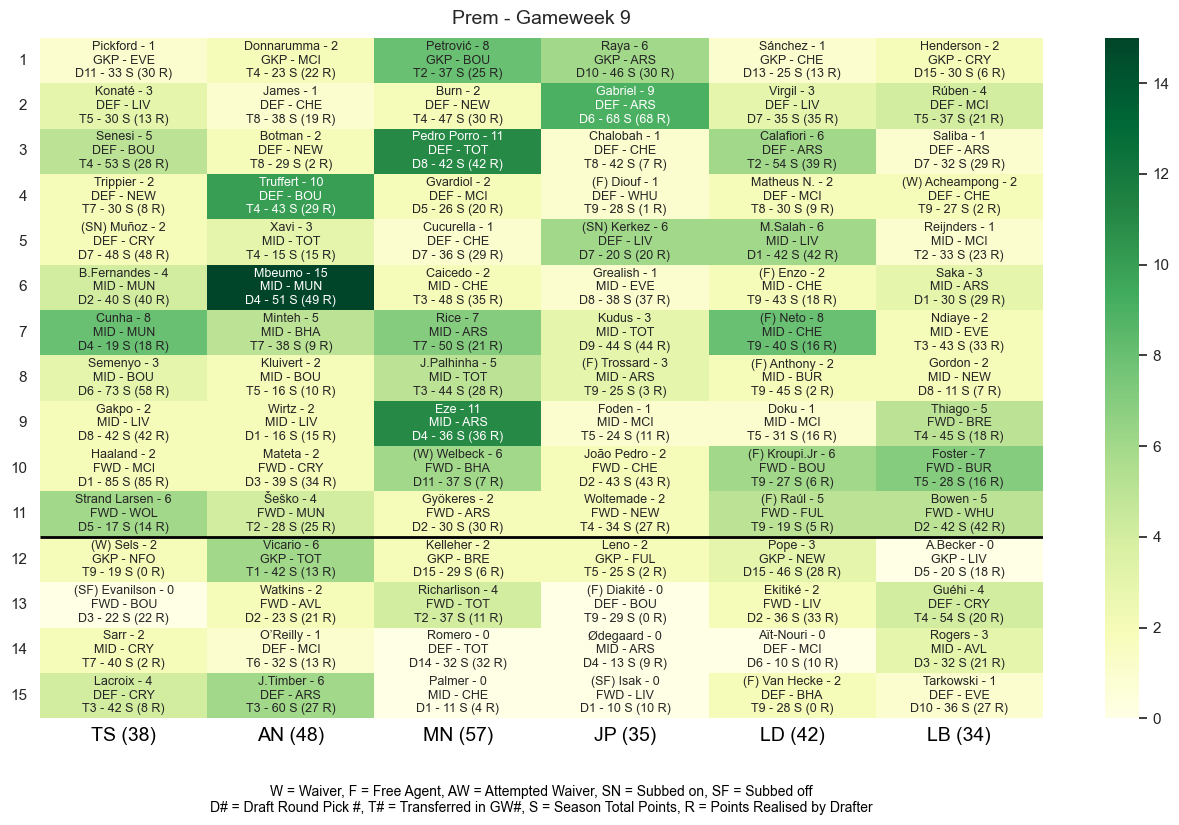 Prem - Gameweek 9
1
Pickford - 1
GKP - EVE
D11 - 33 S (30 R)
Donnarumma - 2
GKP - MCI
T4 - 23 S (22 R)
Petrović - 8
GKP - BOU
T2 - 37 S (25 R)
Raya - 6
GKP - ARS
D10 - 46 S (30 R)
Sánchez - 1
GKP - CHE
D13 - 25 S (13 R)
Henderson - 2
GKP - CRY
D15 - 30 S (6 R)
2
Konaté - 3
DEF - LIV
T5 - 30 S (13 R)
James - 1
DEF - CHE
T8 - 38 S (19 R)
Burn - 2
DEF - NEW
T4 - 47 S (30 R)
Gabriel - 9
DEF - ARS
D6 - 68 S (68 R)
Virgil - 3
DEF - LIV
D7 - 35 S (35 R)
Rúben - 4
DEF - MCI
T5 - 37 S (21 R)
3
Senesi - 5
DEF - BOU
T4 - 53 S (28 R)
Botman - 2
DEF - NEW
T8 - 29 S (2 R)
Pedro Porro - 11
DEF - TOT
D8 - 42 S (42 R)
Chalobah - 1
DEF - CHE
T8 - 42 S (7 R)
Calafiori - 6
DEF - ARS
T2 - 54 S (39 R)
Saliba - 1
DEF - ARS
D7 - 32 S (29 R)
4
Trippier - 2
DEF - NEW
T7 - 30 S (8 R)
Truffert - 10
DEF - BOU
T4 - 43 S (29 R)
Gvardiol - 2
DEF - MCI
D5 - 26 S (20 R)
(F) Diouf - 1
DEF - WHU
T9 - 28 S (1 R)
Matheus N. - 2
DEF - MCI
T8 - 30 S (9 R)
(W) Acheampong - 2
DEF - CHE
T9 - 27 S (2 R)
5
(SN) Muñoz - 2
DEF - CRY
D7 - 48 S (48 R)
Xavi - 3
MID - TOT
T4 - 15 S (15 R)
Cucurella - 1
DEF - CHE
D7 - 36 S (29 R)
(SN) Kerkez - 6
DEF - LIV
D7 - 20 S (20 R)
M.Salah - 6
MID - LIV
D1 - 42 S (42 R)
Reijnders - 1
MID - MCI
T2 - 33 S (23 R)
6
B.Fernandes - 4
MID - MUN
D2 - 40 S (40 R)
Mbeumo - 15
MID - MUN
D4 - 51 S (49 R)
Caicedo - 2
MID - CHE
T3 - 48 S (35 R)
Grealish - 1
MID - EVE
D8 - 38 S (37 R)
(F) Enzo - 2
MID - CHE
T9 - 43 S (18 R)
Saka - 3
MID - ARS
D1 - 30 S (29 R)
7
Cunha - 8
MID - MUN
D4 - 19 S (18 R)
Minteh - 5
MID - BHA
T7 - 38 S (9 R)
Rice - 7
MID - ARS
T7 - 50 S (21 R)
Kudus - 3
MID - TOT
D9 - 44 S (44 R)
(F) Neto - 8
MID - CHE
T9 - 40 S (16 R)
Ndiaye - 2
MID - EVE
T3 - 43 S (33 R)
8
Semenyo - 3
MID - BOU
D6 - 73 S (58 R)
Kluivert - 2
MID - BOU
T5 - 16 S (10 R)
J.Palhinha - 5
MID - TOT
T3 - 44 S (28 R)
(F) Trossard - 3
MID - ARS
T9 - 25 S (3 R)
(F) Anthony - 2
MID - BUR
T9 - 45 S (2 R)
Gordon - 2
MID - NEW
D8 - 11 S (7 R)
9
Gakpo - 2
MID - LIV
D8 - 42 S (42 R)
Wirtz - 2
MID - LIV
D1 - 16 S (15 R)
Eze - 11
MID - ARS
D4 - 36 S (36 R)
Foden - 1
MID - MCI
T5 - 24 S (11 R)
Doku - 1
MID - MCI
T5 - 31 S (16 R)
Thiago - 5
FWD - BRE
T4 - 45 S (18 R)
10
Haaland - 2
FWD - MCI
D1 - 85 S (85 R)
Mateta - 2
FWD - CRY
D3 - 39 S (34 R)
(W) Welbeck - 6
FWD - BHA
D11 - 37 S (7 R)
João Pedro - 2
FWD - CHE
D2 - 43 S (43 R)
(F) Kroupi.Jr - 6
FWD - BOU
T9 - 27 S (6 R)
Foster - 7
FWD - BUR
T5 - 28 S (16 R)
11
Strand Larsen - 6
FWD - WOL
D5 - 17 S (14 R)
Šeško - 4
FWD - MUN
T2 - 28 S (25 R)
Gyökeres - 2
FWD - ARS
D2 - 30 S (30 R)
Woltemade - 2
FWD - NEW
T4 - 34 S (27 R)
(F) Raúl - 5
FWD - FUL
T9 - 19 S (5 R)
Bowen - 5
FWD - WHU
D2 - 42 S (42 R)
12
(W) Sels - 2
GKP - NFO
T9 - 19 S (0 R)
Vicario - 6
GKP - TOT
T1 - 42 S (13 R)
Kelleher - 2
GKP - BRE
D15 - 29 S (6 R)
Leno - 2
GKP - FUL
T5 - 25 S (2 R)
Pope - 3
GKP - NEW
D15 - 46 S (28 R)
A.Becker - 0
GKP - LIV
D5 - 20 S (18 R)
13
(SF) Evanilson - 0
FWD - BOU
D3 - 22 S (22 R)
Watkins - 2
FWD - AVL
D2 - 23 S (21 R)
Richarlison - 4
FWD - TOT
T2 - 37 S (11 R)
(F) Diakité - 0
DEF - BOU
T9 - 29 S (0 R)
Ekitiké - 2
FWD - LIV
D2 - 36 S (33 R)
Guéhi - 4
DEF - CRY
T4 - 54 S (20 R)
14
Sarr - 2
MID - CRY
T7 - 40 S (2 R)
O'Reilly - 1
DEF - MCI
T6 - 32 S (13 R)
Romero - 0
DEF - TOT
D14 - 32 S (32 R)
Ødegaard - 0
MID - ARS
D4 - 13 S (9 R)
Aït-Nouri - 0
DEF - MCI
D6 - 10 S (10 R)
Rogers - 3
MID - AVL
D3 - 32 S (21 R)
15
Lacroix - 4
DEF - CRY
T3 - 42 S (8 R)
J.Timber - 6
DEF - ARS
T3 - 60 S (27 R)
Palmer - 0
MID - CHE
D1 - 11 S (4 R)
(SF) Isak - 0
FWD - LIV
D1 - 10 S (10 R)
(F) Van Hecke - 2
DEF - BHA
T9 - 28 S (0 R)
Tarkowski - 1
DEF - EVE
D10 - 36 S (27 R)
TS (38)
AN (48)
MN (57)
JP (35)
LD (42)
LB (34)
14
12
10
8
6
4
2
0
W = Waiver, F = Free Agent, AW = Attempted Waiver, SN = Subbed on, SF = Subbed off
D# = Draft Round Pick #, T# = Transferred in GW#, S = Season Total Points, R = Points Realised by Drafter